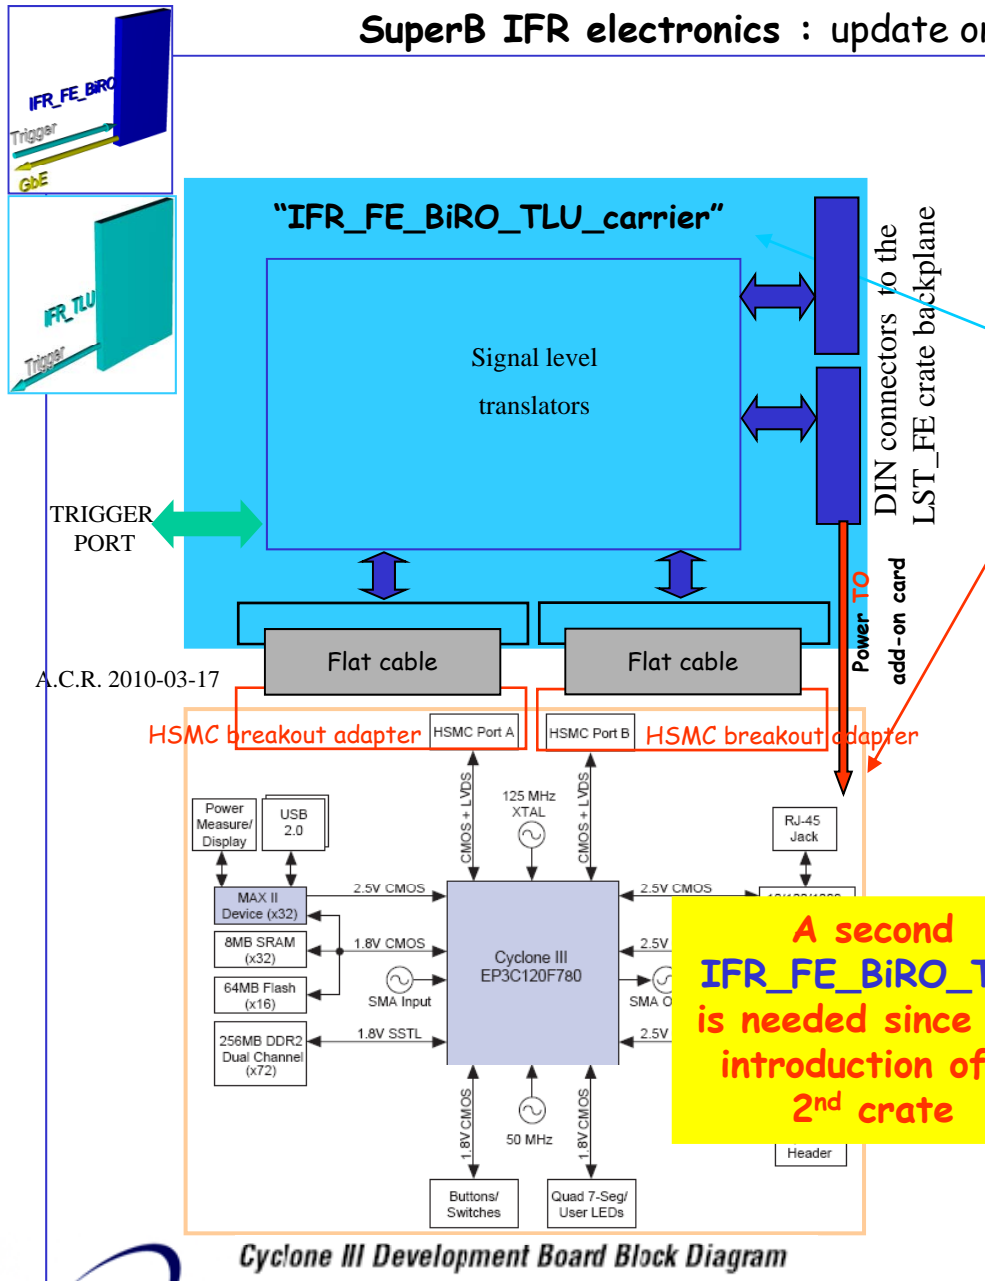 SuperB IFR electronics : update on
IFR_FE_BiRO
Trigger
GbE
IFR_TLU
Trigger
"IFR_FE_BiRO_TLU_carrier"
Signal level
translators
DIN connectors to the
LST_FE crate backplane
TRIGGER
PORT
Power TO
add-on card
Flat cable
Flat cable
A.C.R. 2010-03-17
HSMC breakout adapter
HSMC Port A
HSMC Port B
HSMC breakout adapter
CMOS + LVDS
125 MHz
XTAL
CMOS + LVDS
Power
Measure/
Display
USB
2.0
RJ-45
Jack
MAX II
Device (x32)
2.5V CMOS
2.5V CMOS
8MB SRAM
(x32)
1.8V CMOS
Cyclone III
EP3C120F780
2.5V
64MB Flash
(x16)
SMA Input
SMA O
256MB DDR2
Dual Channel
(x72)
1.8V SSTL
2.5V
A second
IFR_FE_BiRO_T
is needed since
introduction of
2nd crate
1.8V CMOS
50 MHz
1.8V CMOS
Header
Buttons/
Switches
Quad 7-Seg/
User LEDs
Cyclone III Development Board Block Diagram